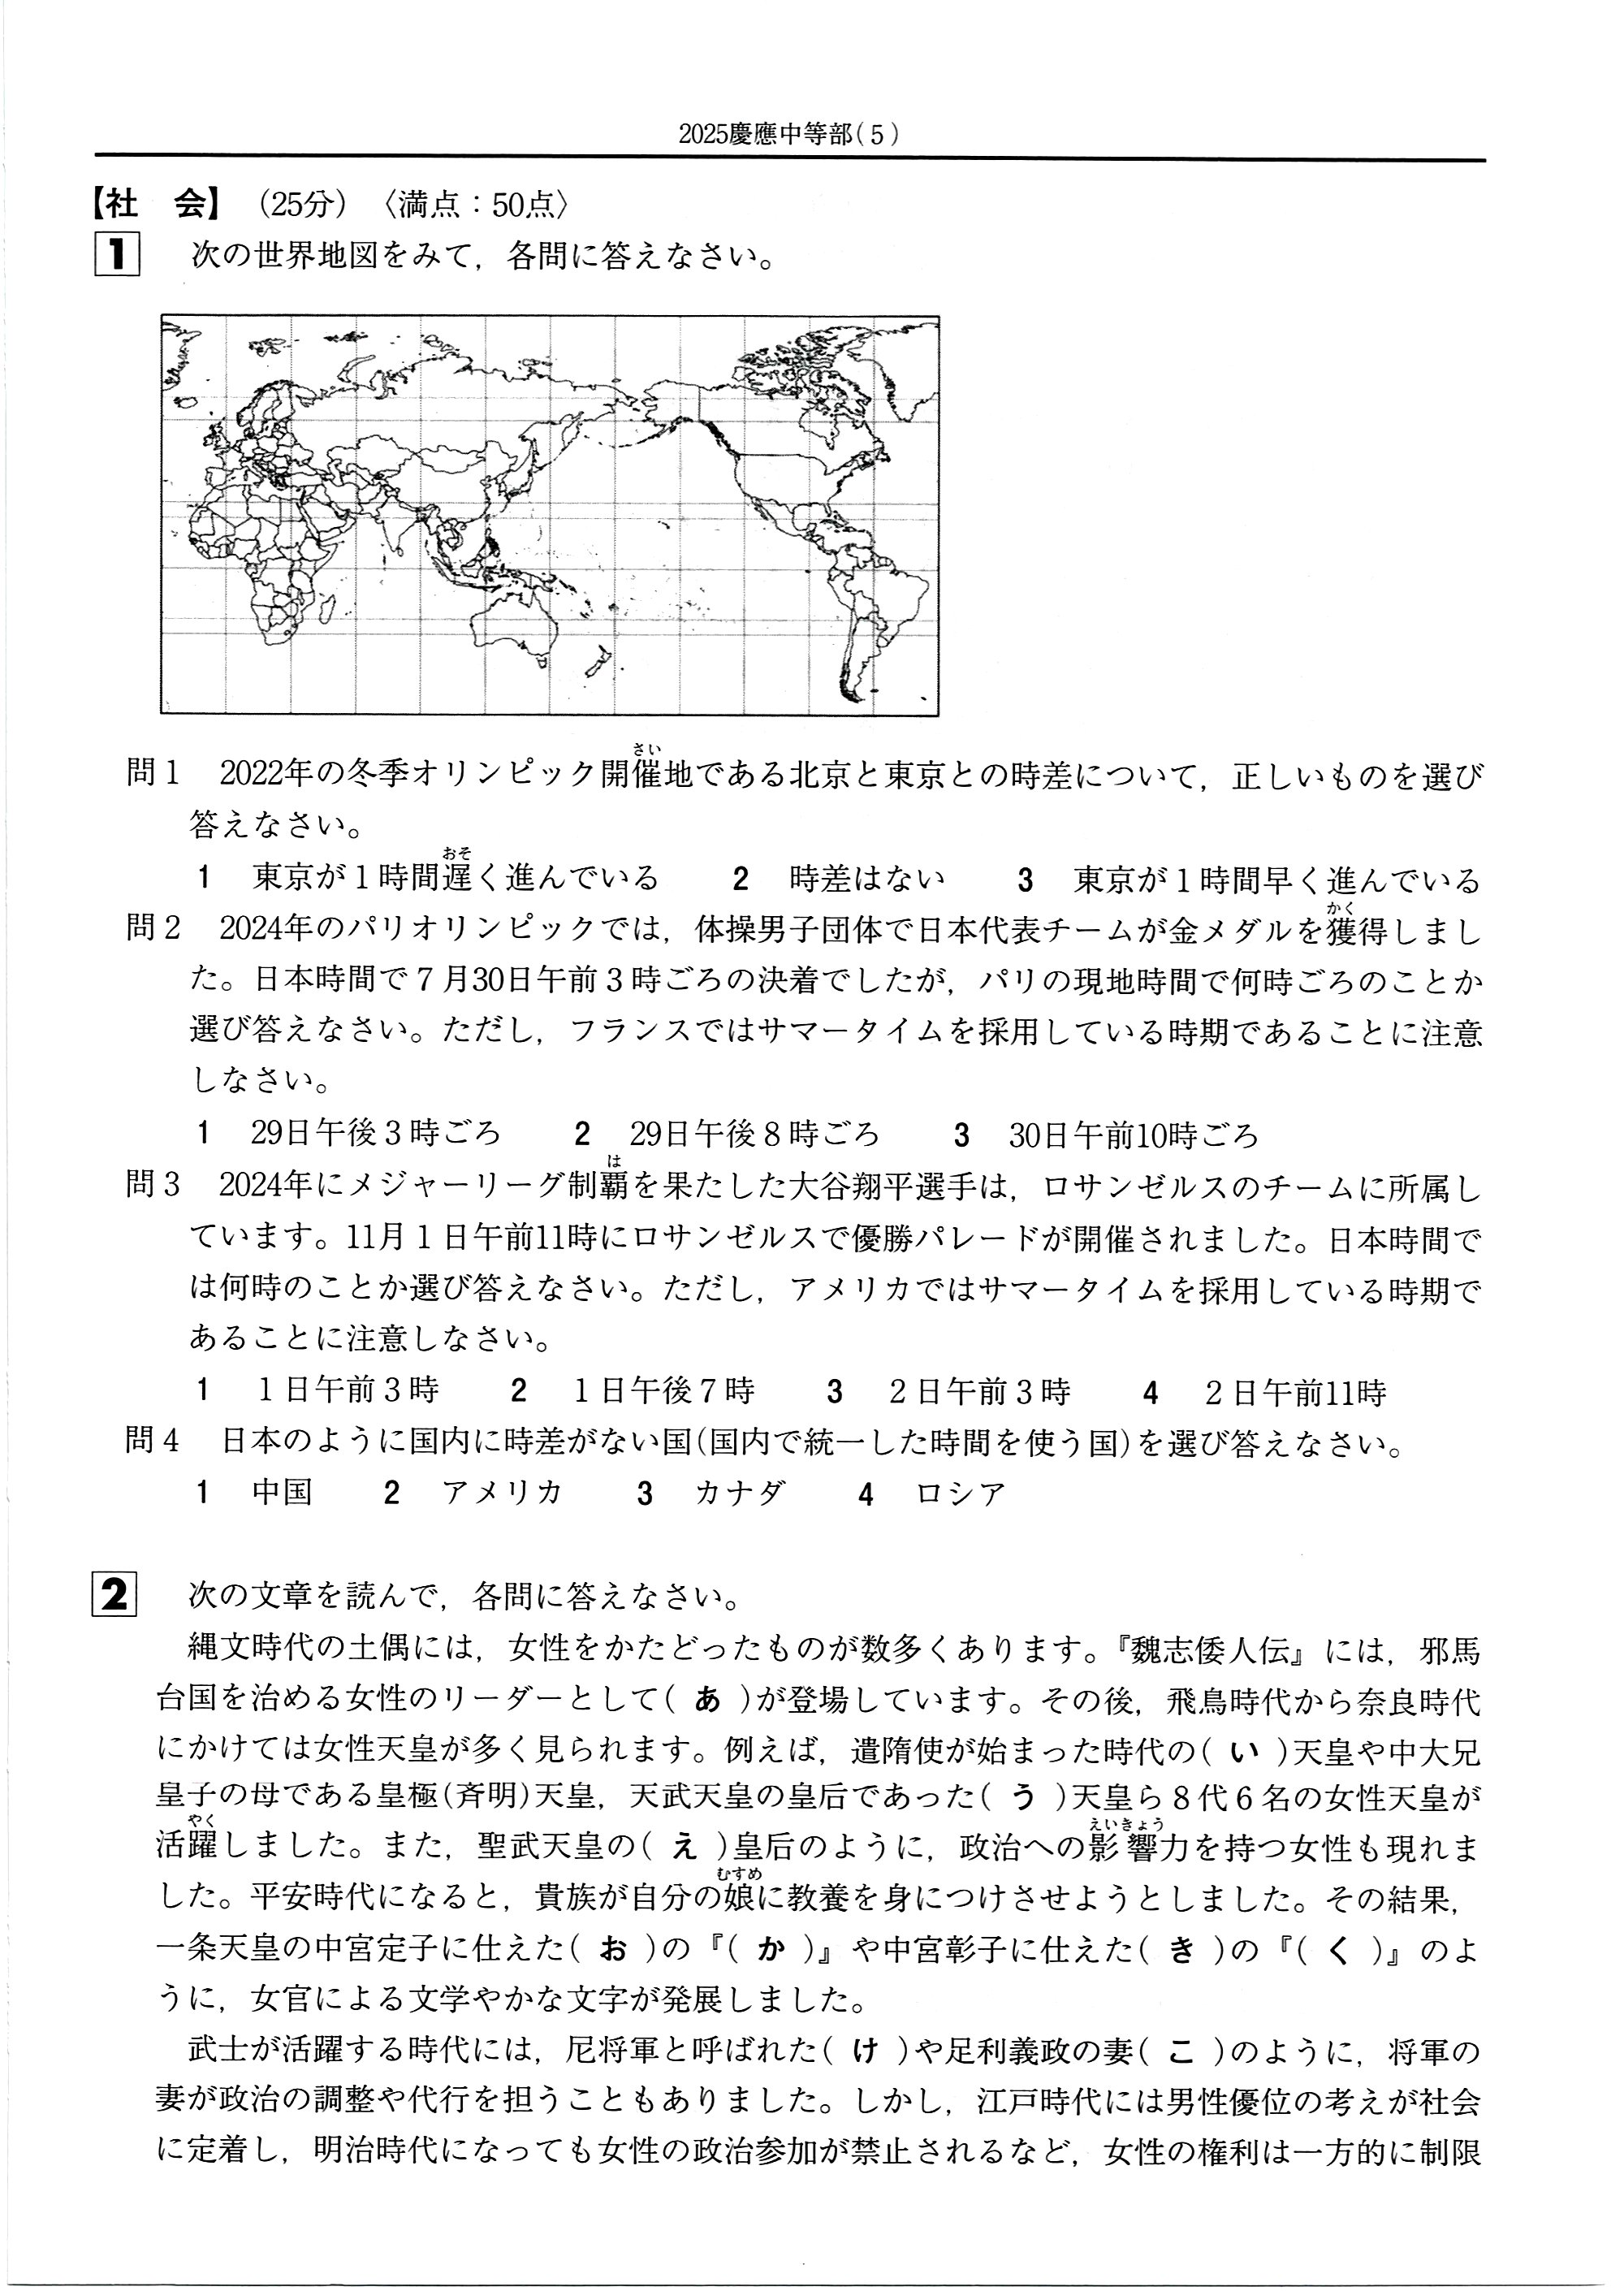 2025慶應中等部(5)
【社　会】(25分)〈満点：50点〉
1　次の世界地図をみて，各問に答えなさい。
問1　2022年の冬季オリンピック開催地である北京と東京との時差について，正しいものを選び
さい
答えなさい。
1　東京が1時間遅く進んでいる　2　時差はない　3　東京が1時間早く進んでいる
おそ
問2　2024年のパリオリンピックでは，体操男子団体で日本代表チームが金メダルを獲得しまし
かく
た。日本時間で7月30日午前3時ごろの決着でしたが，パリの現地時間で何時ごろのことか
選び答えなさい。ただし，フランスではサマータイムを採用している時期であることに注意
しなさい。
1　29日午後3時ごろ　2　29日午後8時ごろ　3　30日午前10時ごろ
問3　2024年にメジャーリーグ制覇を果たした大谷翔平選手は，ロサンゼルスのチームに所属し
は
ています。11月1日午前11時にロサンゼルスで優勝パレードが開催されました。日本時間で
は何時のことか選び答えなさい。ただし，アメリカではサマータイムを採用している時期で
あることに注意しなさい。
1　1日午前3時　2　1日午後7時　3　2日午前3時　4　2日午前11時
問4　日本のように国内に時差がない国(国内で統一した時間を使う国)を選び答えなさい。
1　中国　2　アメリカ　3　カナダ　4　ロシア
2　次の文章を読んで，各問に答えなさい。
縄文時代の土偶には，女性をかたどったものが数多くあります。『魏志倭人伝』には，邪馬
台国を治める女性のリーダーとして( あ )が登場しています。その後，飛鳥時代から奈良時代
にかけては女性天皇が多く見られます。例えば，遣隋使が始まった時代の( い )天皇や中大兄
皇子の母である皇極(斉明)天皇，天武天皇の皇后であった( う )天皇ら8代6名の女性天皇が
活躍しました。また，聖武天皇の( え )皇后のように，政治への影響力を持つ女性も現れま
やく　えいきょう
した。平安時代になると，貴族が自分の娘に教養を身につけさせようとしました。その結果，
むすめ
一条天皇の中宮定子に仕えた( お )の『( か )』や中宮彰子に仕えた( き )の『( く )』のよ
うに，女官による文学やかな文字が発展しました。
武士が活躍する時代には，尼将軍と呼ばれた( け )や足利義政の妻( こ )のように，将軍の
妻が政治の調整や代行を担うこともありました。しかし，江戸時代には男性優位の考えが社会
に定着し，明治時代になっても女性の政治参加が禁止されるなど，女性の権利は一方的に制限